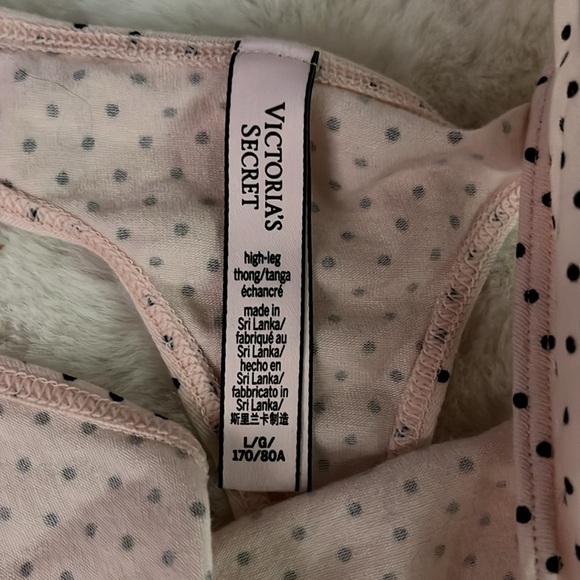 VICTORIA'S
SECRET
high-leg
thong/tanga
échancré
made in
Sri Lanka/
fabriqué au
Sri Lanka/
hecho en
Sri Lanka/
fabbricato in
Sri Lanka/
斯里兰卡制造
L/G/
170/80A